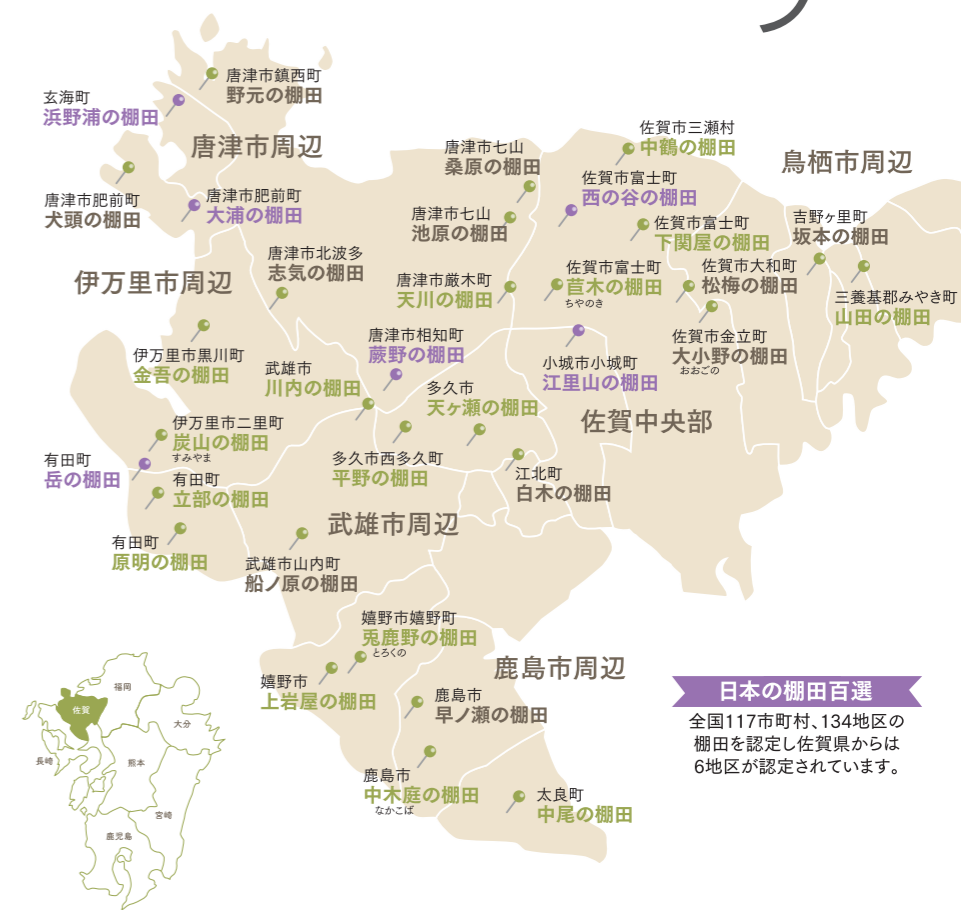 唐津市鎮西町
野元の棚田
玄海町
浜野浦の棚田
唐津市周辺
唐津市肥前町
犬頭の棚田
唐津市肥前町
大浦の棚田
唐津市七山
桑原の棚田
唐津市七山
池原の棚田
佐賀市三瀬村
中鶴の棚田
佐賀市富士町
西の谷の棚田
佐賀市富士町
下関屋の棚田
鳥栖市周辺
吉野ヶ里町
坂本の棚田
三養基郡みやき町
山田の棚田
伊万里市周辺
唐津市北波多
志気の棚田
唐津市厳木町
天川の棚田
佐賀市富士町
苣木の棚田
ちやのき
佐賀市大和町
松梅の棚田
佐賀市金立町
大小野の棚田
おおごの
伊万里市黒川町
金吾の棚田
唐津市相知町
蕨野の棚田
小城市小城町
江里山の棚田
武雄市
川内の棚田
多久市
天ヶ瀬の棚田
佐賀中央部
伊万里市二里町
炭山の棚田
すみやま
有田町
岳の棚田
有田町
立部の棚田
多久市西多久町
平野の棚田
江北町
白木の棚田
有田町
原明の棚田
武雄市周辺
武雄市山内町
船ノ原の棚田
嬉野市嬉野町
兎鹿野の棚田
とろくの
嬉野市
上岩屋の棚田
鹿島市周辺
鹿島市
早ノ瀬の棚田
鹿島市
中木庭の棚田
なかこば
太良町
中尾の棚田
日本の棚田百選
全国117市町村、134地区の
棚田を認定し佐賀県からは
6地区が認定されています。
福岡
佐賀
大分
長崎
熊本
宮崎
鹿児島